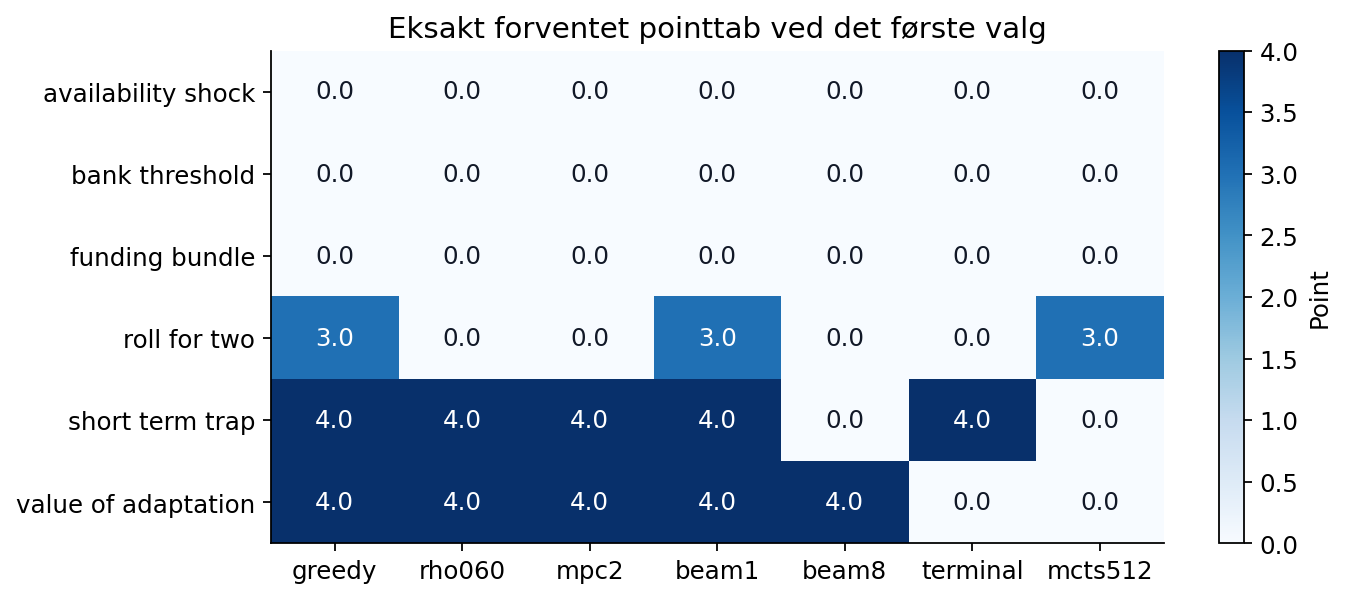 Eksakt forventet pointtab ved det første valg
availability shock 0.0 0.0 0.0 0.0 0.0 0.0 0.0
bank threshold 0.0 0.0 0.0 0.0 0.0 0.0 0.0
funding bundle 0.0 0.0 0.0 0.0 0.0 0.0 0.0
roll for two 3.0 0.0 0.0 3.0 0.0 0.0 3.0
short term trap 4.0 4.0 4.0 4.0 0.0 4.0 0.0
value of adaptation 4.0 4.0 4.0 4.0 4.0 0.0 0.0
greedy rho060 mpc2 beam1 beam8 terminal mcts512
4.0
3.5
3.0
2.5
2.0
1.5
1.0
0.5
0.0
Point